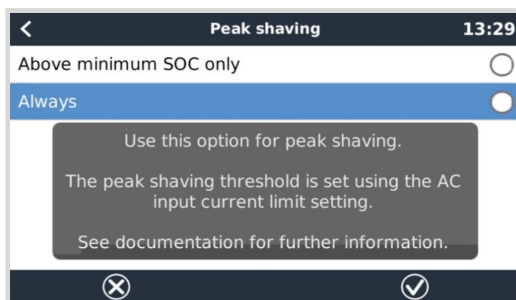 Peak shaving 13:29
Above minimum SOC only
Always
Use this option for peak shaving.
The peak shaving threshold is set using the AC
input current limit setting.
See documentation for further information.